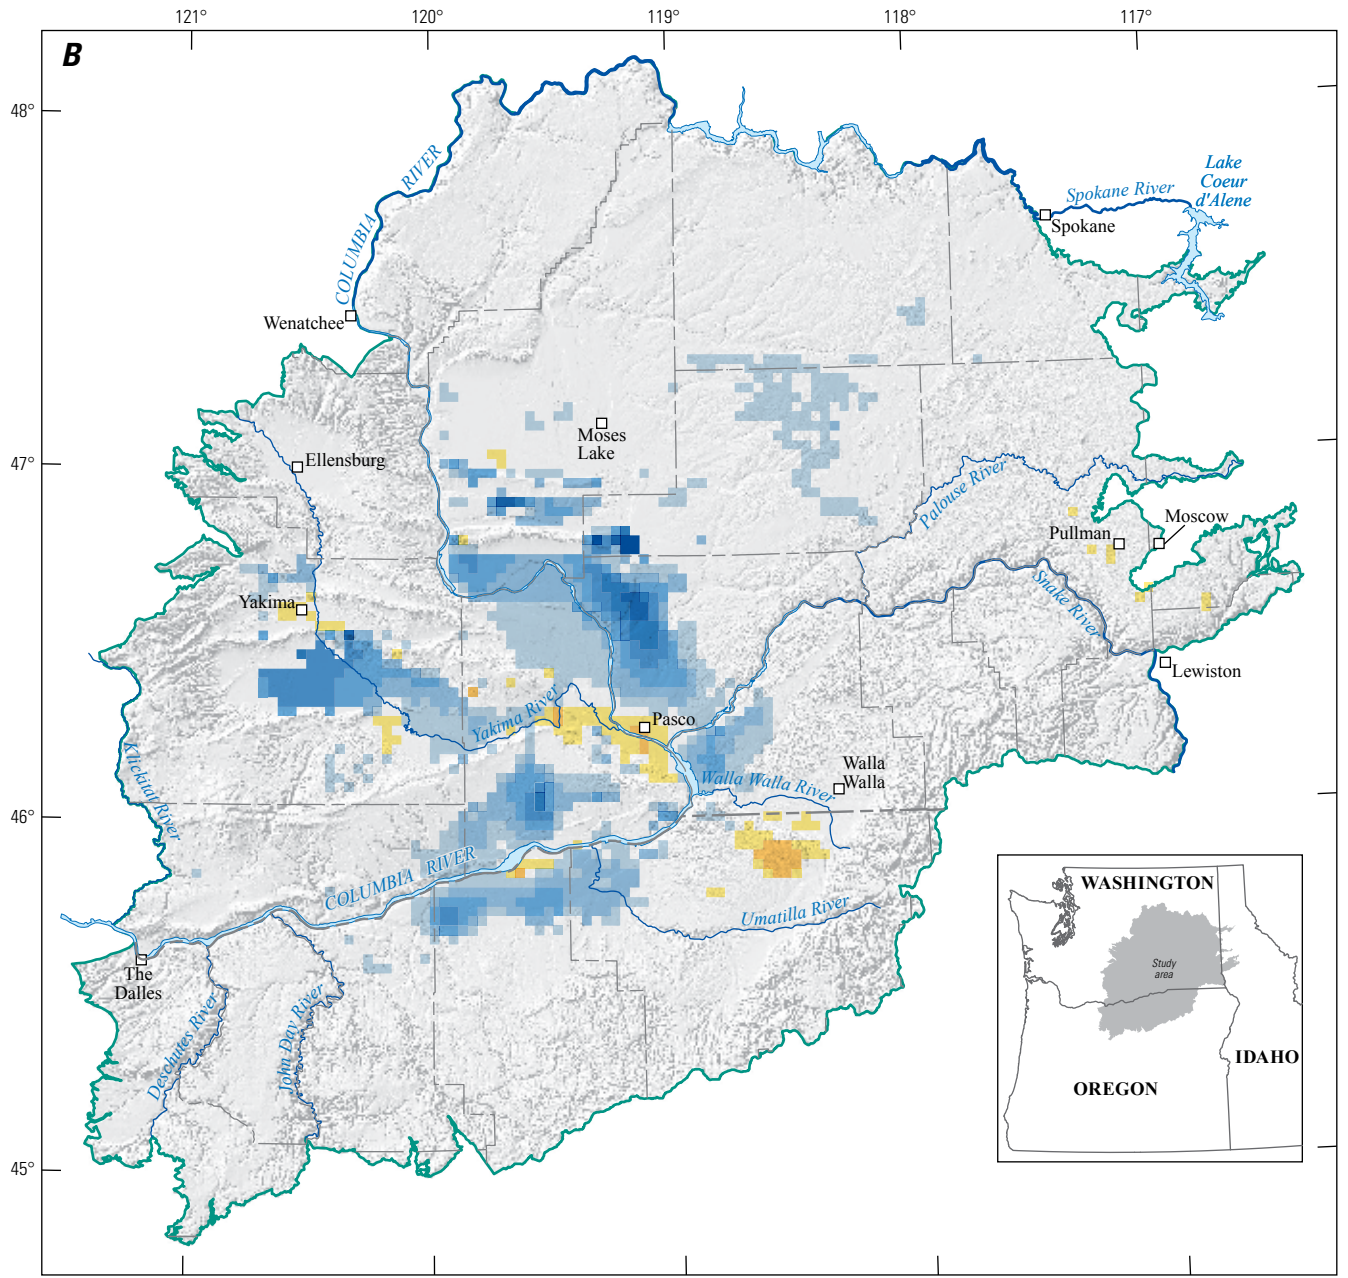 121°
120°
119°
118°
117°
B
48°
COLUMBIA RIVER
Lake
Coeur
d'Alene
Spokane River
Spokane
Wenatchee
Moses
Lake
47°
Ellensburg
Palouse River
Pullman
Moscow
Yakima
Snake River
Lewiston
Yakima River
Pasco
Klickitat River
Walla
Walla
Walla Walla River
46°
COLUMBIA RIVER
Umatilla River
WASHINGTON
Study
area
The
Dalles
Deschutes River
John Day River
IDAHO
OREGON
45°